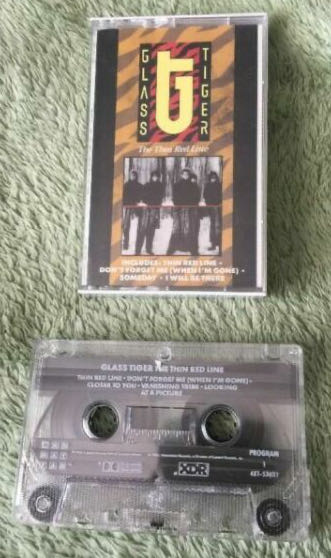 GLASS TIGER
The Thin Red Line
INCLUDES: THIN RED LINE •
DON'T FORGET ME (WHEN I'M GONE) •
SOMEDAY • I WILL BE THERE
GLASS TIGER THE THIN RED LINE
THIN RED LINE • DON'T FORGET ME (WHEN I'M GONE) •
CLOSER TO YOU • VANISHING TRIBE • LOOKING
AT A PICTURE
PROGRAM
1
XDR